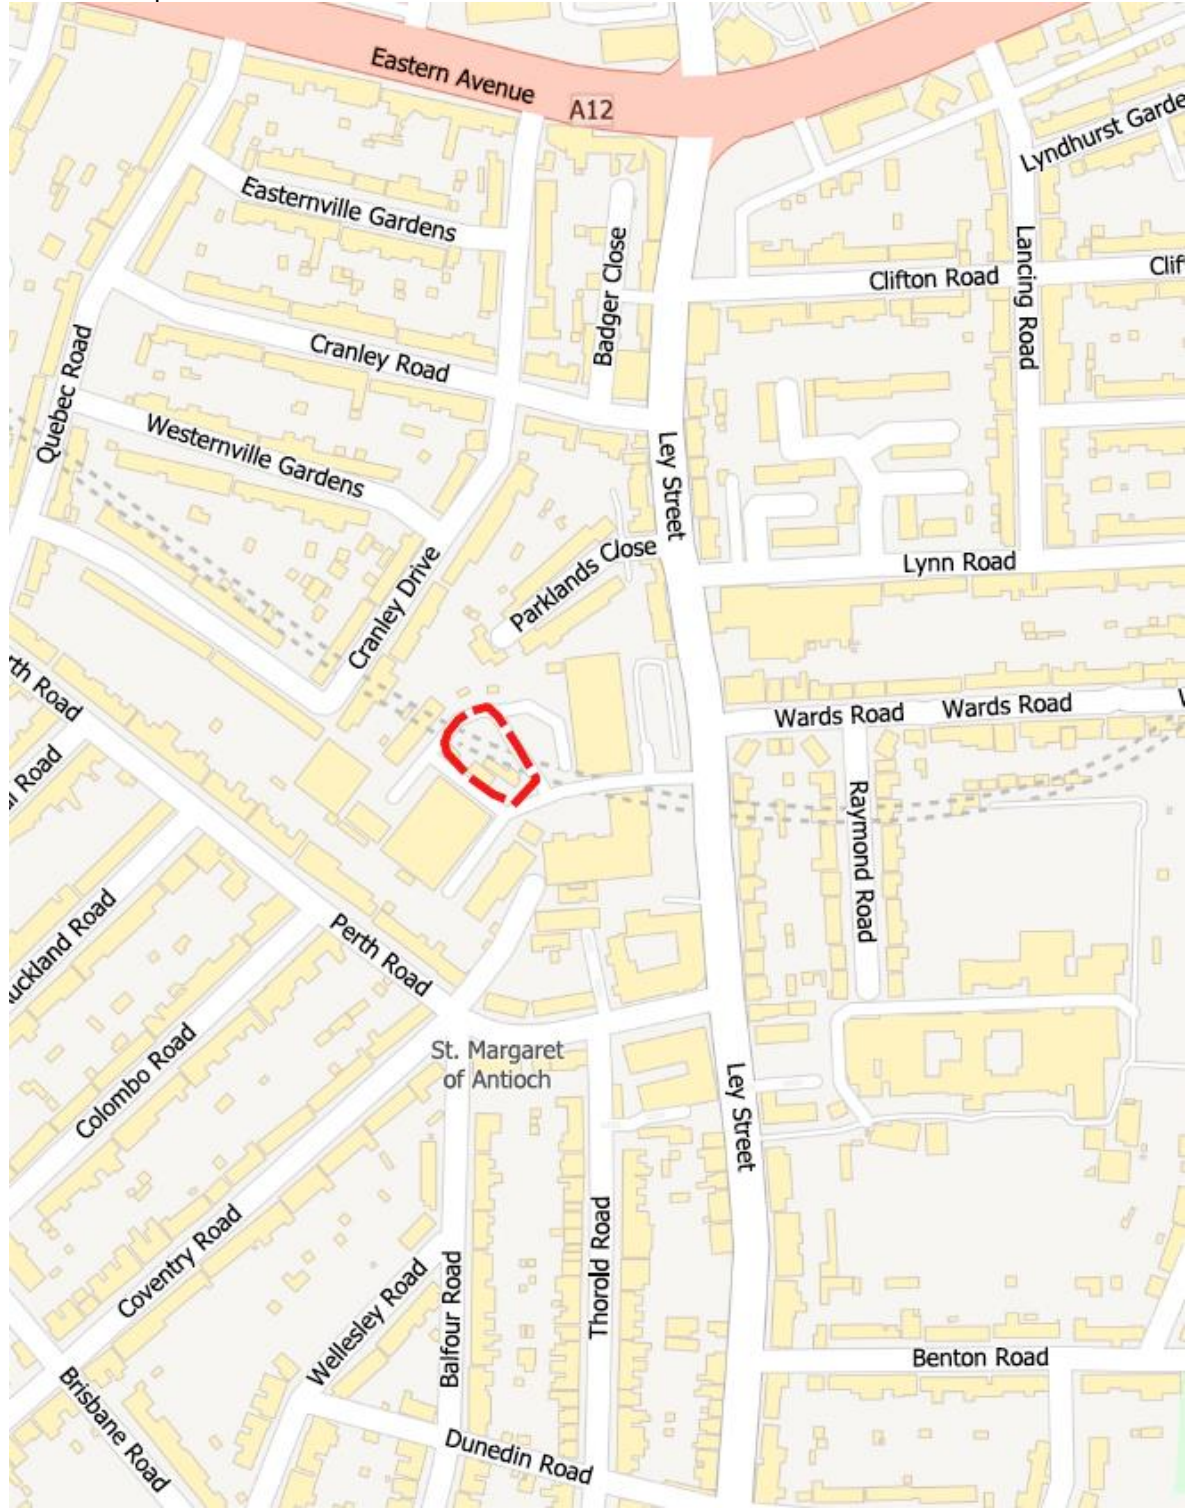 Eastern Avenue
A12
Lyndhurst Garde
Easternville Gardens
Badger Close
Lancing Road
Clifton Road
Clif
Quebec Road
Cranley Road
Westernville Gardens
Ley Street
Cranley Drive
Parklands Close
Lynn Road
rth Road
Wards Road
Wards Road
Raymond Road
uckland Road
Perth Road
Colombo Road
St. Margaret
of Antioch
Ley Street
Coventry Road
Wellesley Road
Balfour Road
Thorold Road
Benton Road
Brisbane Road
Dunedin Road